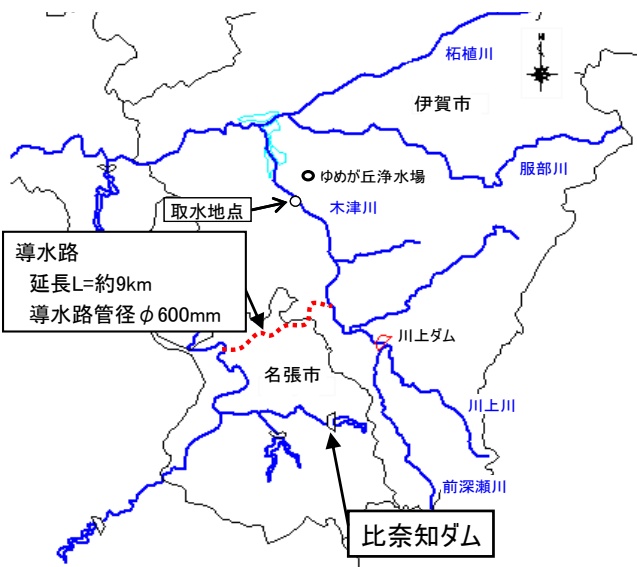 柘植川
伊賀市
N
服部川
ゆめが丘浄水場
取水地点
木津川
導水路
延長L=約9km
導水路管径φ600mm
川上ダム
名張市
川上川
前深瀬川
比奈知ダム